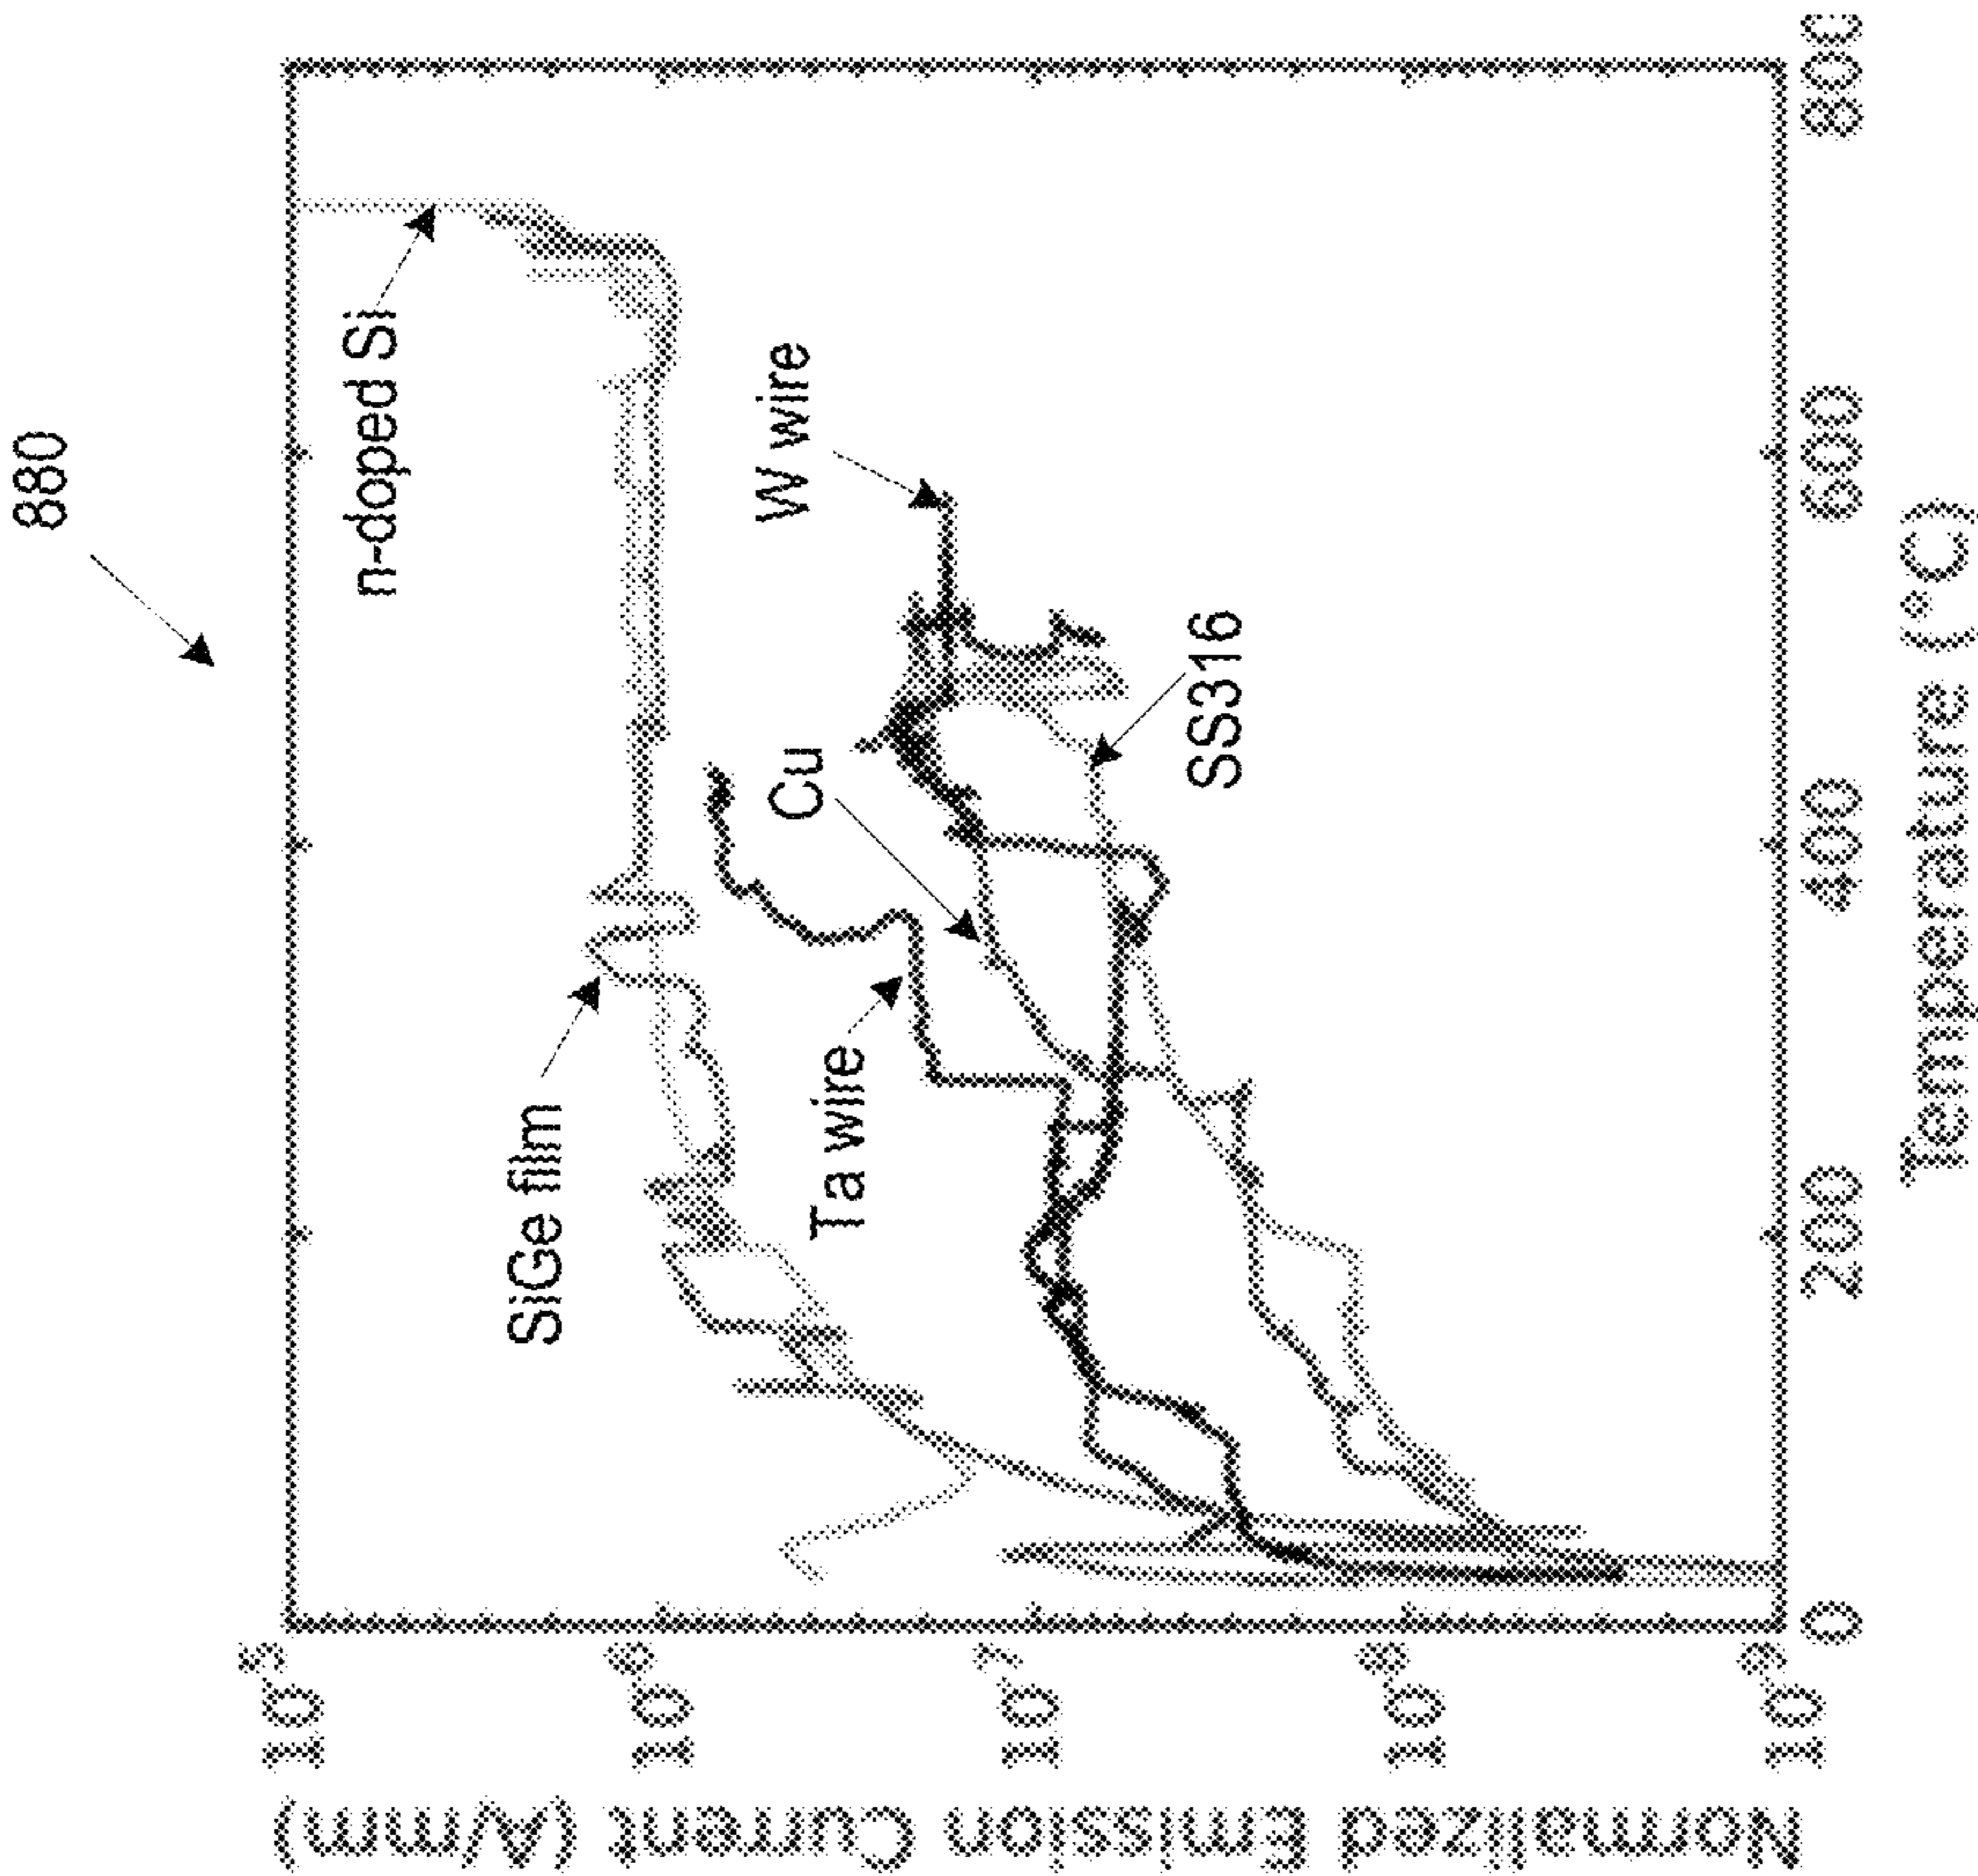 880
n-doped Si
SiGe film
W wire
Cu
Ta wire
SS316
10⁻⁵
10⁻⁶
10⁻⁷
10⁻⁸
10⁻⁹
0
200
400
600
800
Normalized Emission Current (A/mm)
Temperature (°C)